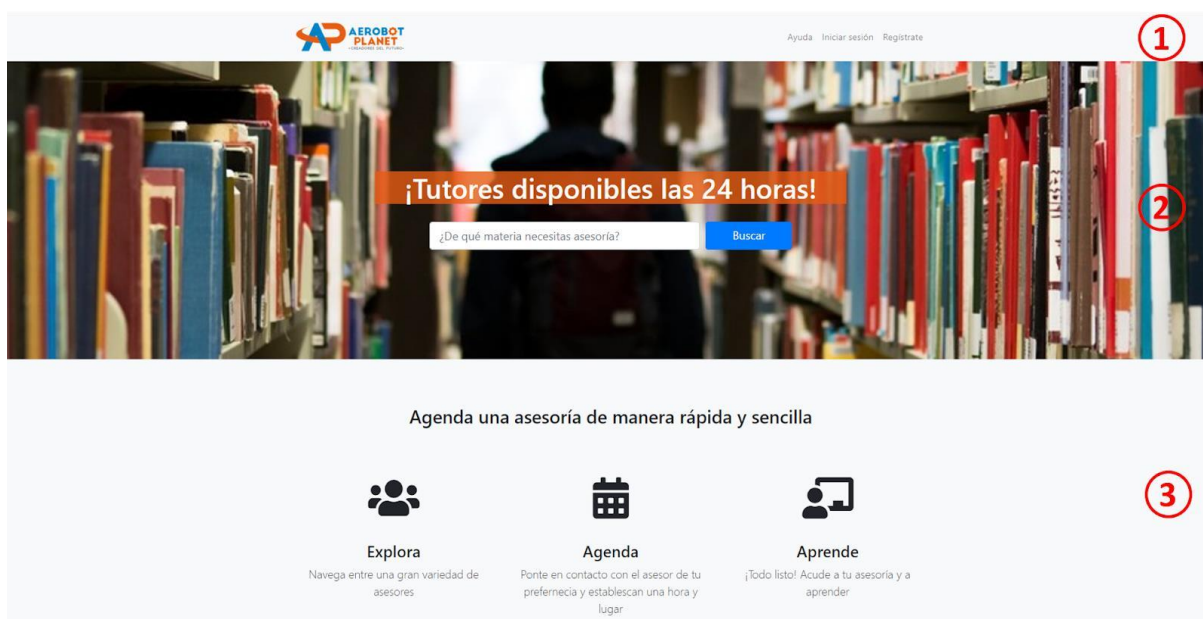 AEROBOT
PLANET
Ayuda Iniciar sesión Regístrate
1
¡Tutores disponibles las 24 horas!
2
¿De qué materia necesitas asesoría?
Buscar
Agenda una asesoría de manera rápida y sencilla
3
Explora
Navega entre una gran variedad de
asesores
Agenda
Ponte en contacto con el asesor de tu
prefernecia y establescan una hora y
lugar
Aprende
¡Todo listo! Acude a tu asesoría y a
aprender